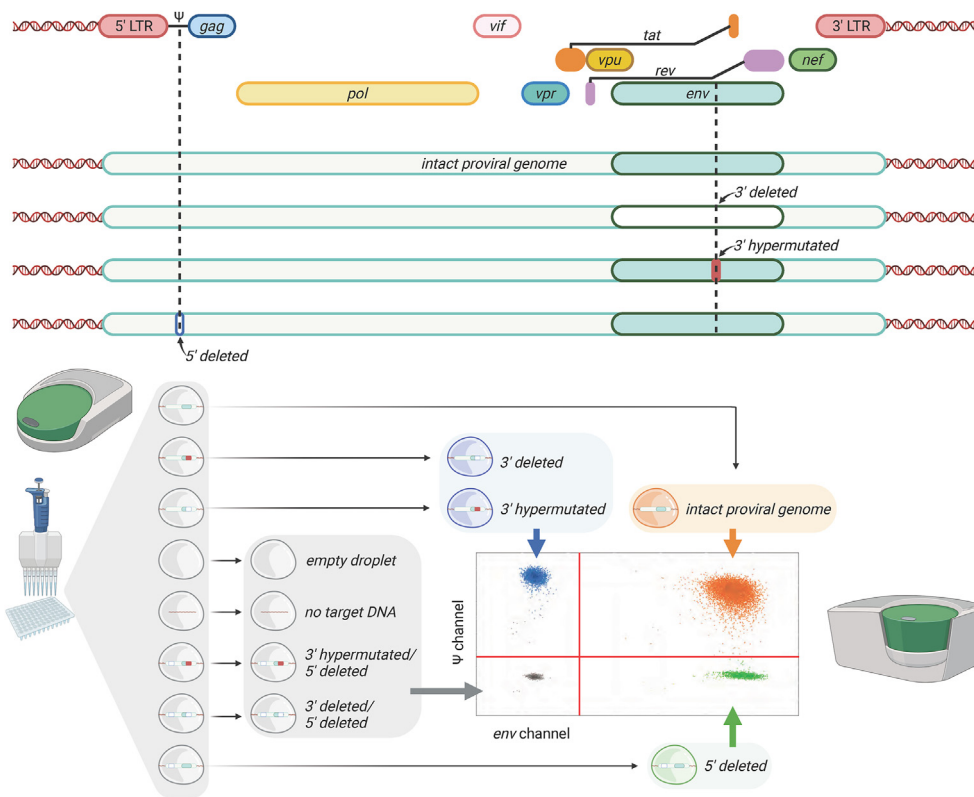 5' LTR
Ψ
gag
vif
tat
3' LTR
vpu
nef
rev
pol
vpr
env
intact proviral genome
3' deleted
3' hypermutated
5' deleted
3' deleted
3' hypermutated
intact proviral genome
empty droplet
no target DNA
3' hypermutated/
5' deleted
3' deleted/
5' deleted
Ψ channel
env channel
5' deleted